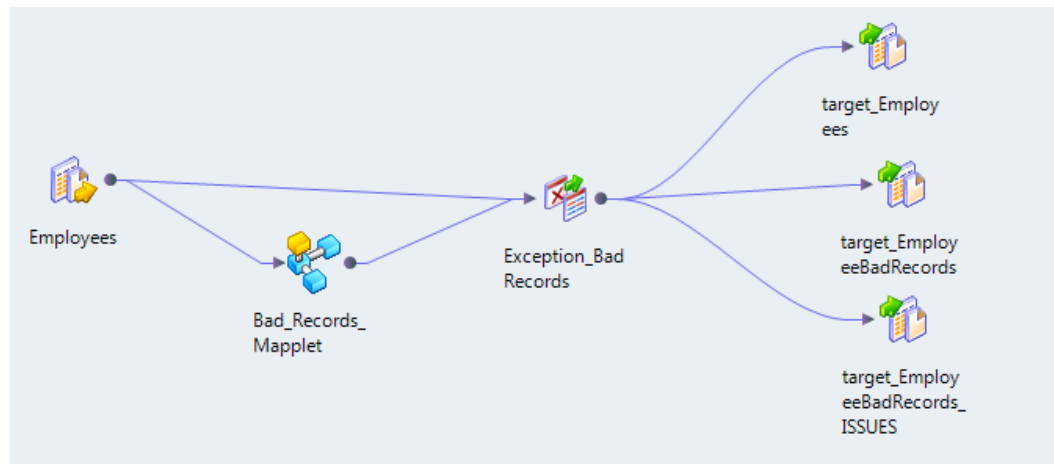 Employees
Bad_Records_
Mapplet
Exception_Bad
Records
target_Employ
ees
target_Employ
eeBadRecords
target_Employ
eeBadRecords_
ISSUES